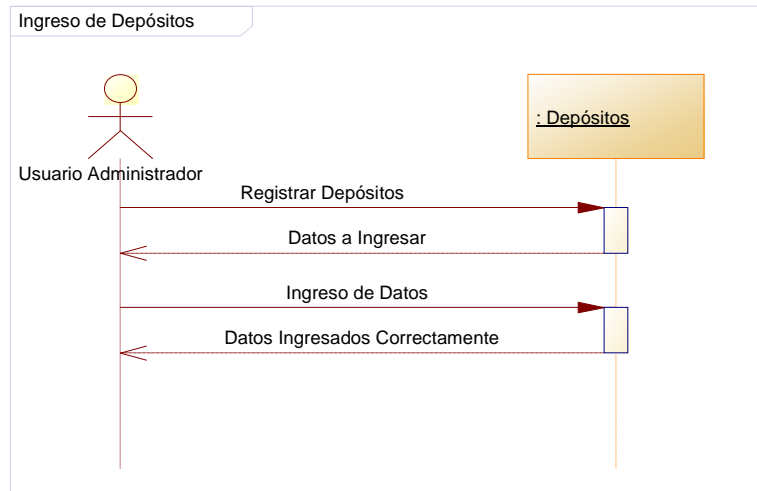 Ingreso de Depósitos
: Depósitos
Usuario Administrador
Registrar Depósitos
Datos a Ingresar
Ingreso de Datos
Datos Ingresados Correctamente